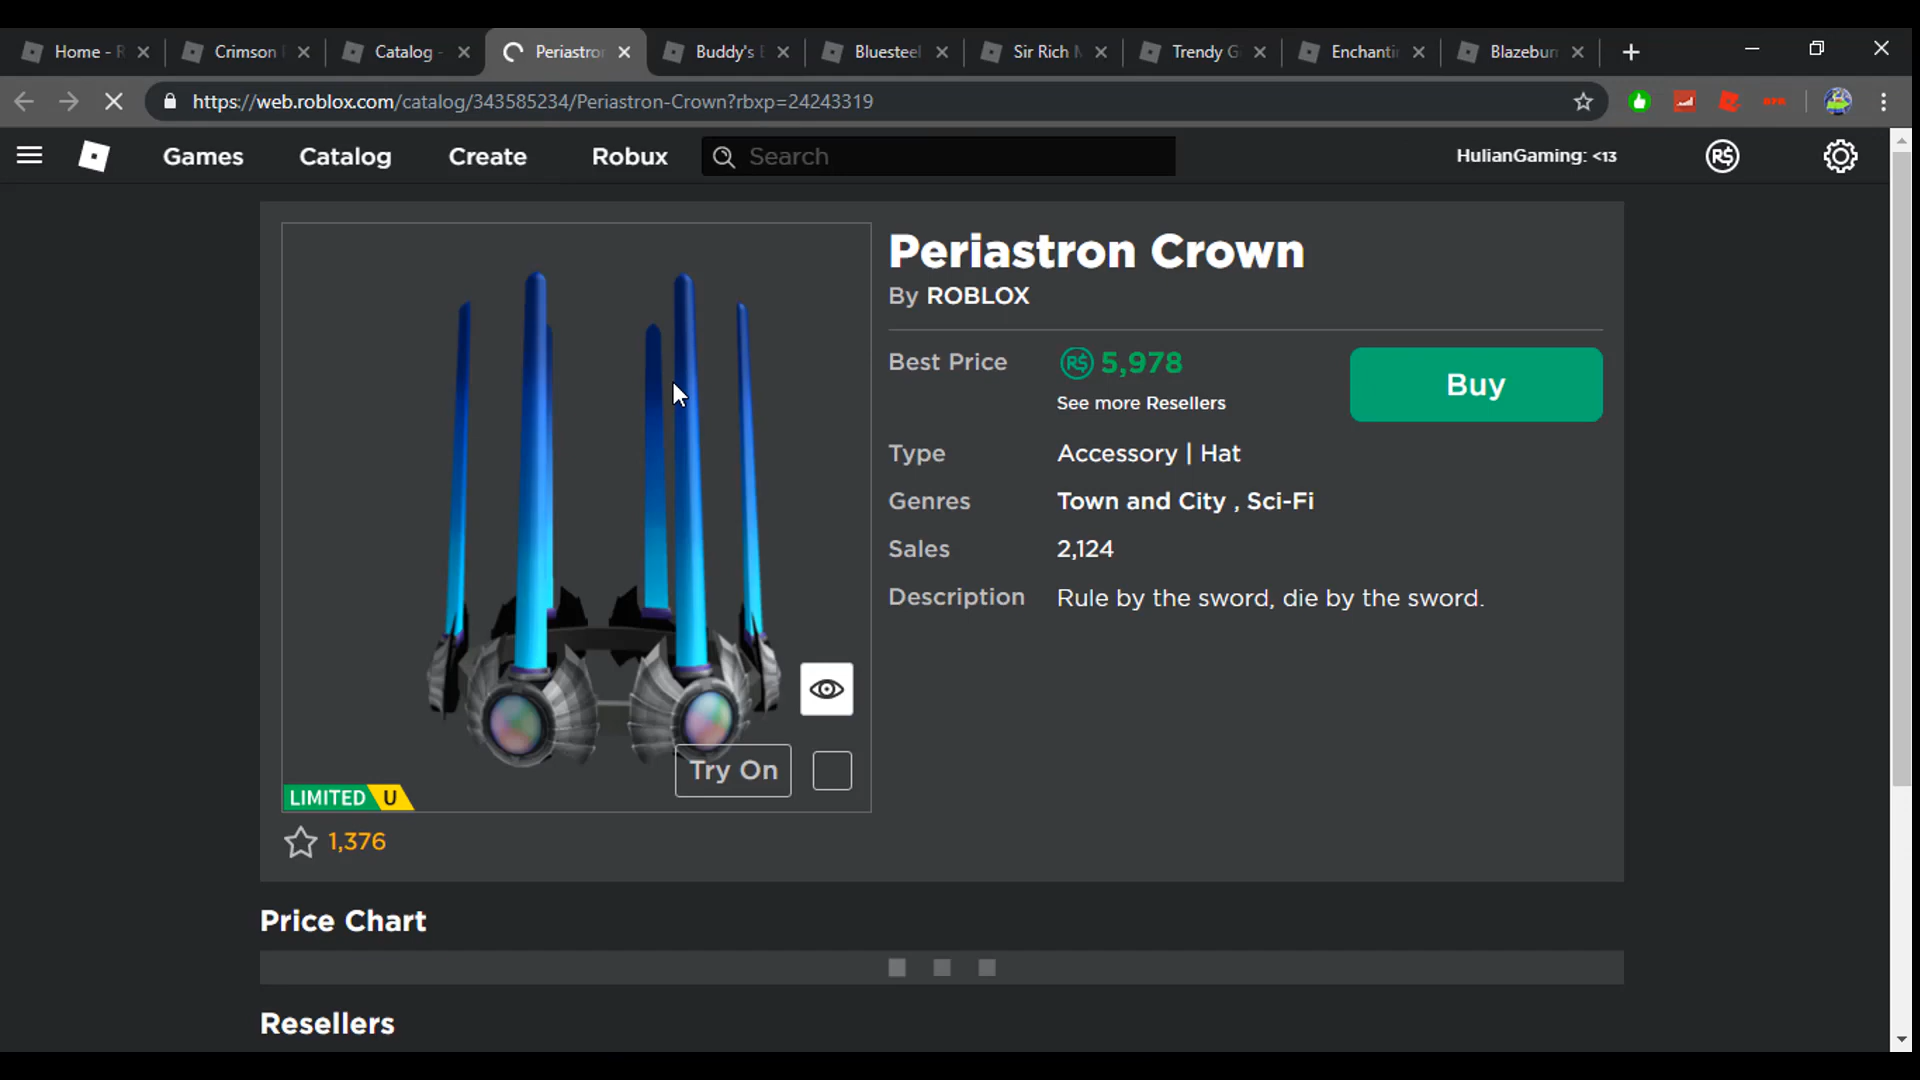 Home - R
Crimson
Catalog -
Periastron
Buddy's
Bluesteel
Sir Rich M
Trendy G
Enchantin
Blazeburn
https://web.roblox.com/catalog/343585234/Periastron-Crown?rbxp=24243319
Games
Catalog
Create
Robux
Search
HulianGaming: <13
R$
Periastron Crown
By ROBLOX
Best Price
R$ 5,978
Buy
See more Resellers
Type
Accessory | Hat
Genres
Town and City , Sci-Fi
Sales
2,124
Description
Rule by the sword, die by the sword.
Try On
LIMITED U
1,376
Price Chart
Resellers